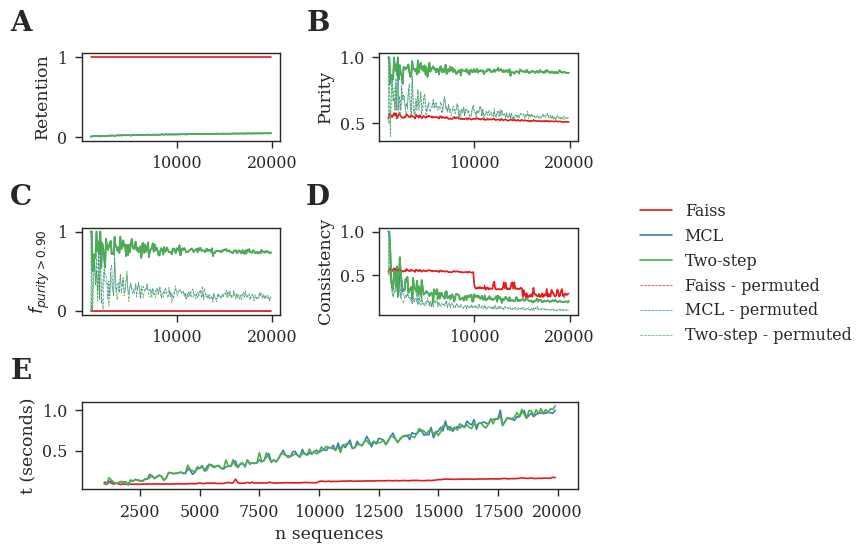 A
B
Retention
1
0
10000
20000
Purity
1.0
0.5
10000
20000
C
D
f purity > 0.90
1
0
10000
20000
Consistency
1.0
0.5
10000
20000
Faiss
MCL
Two-step
Faiss - permuted
MCL - permuted
Two-step - permuted
E
t (seconds)
1.0
0.5
2500
5000
7500
10000
12500
15000
17500
20000
n sequences